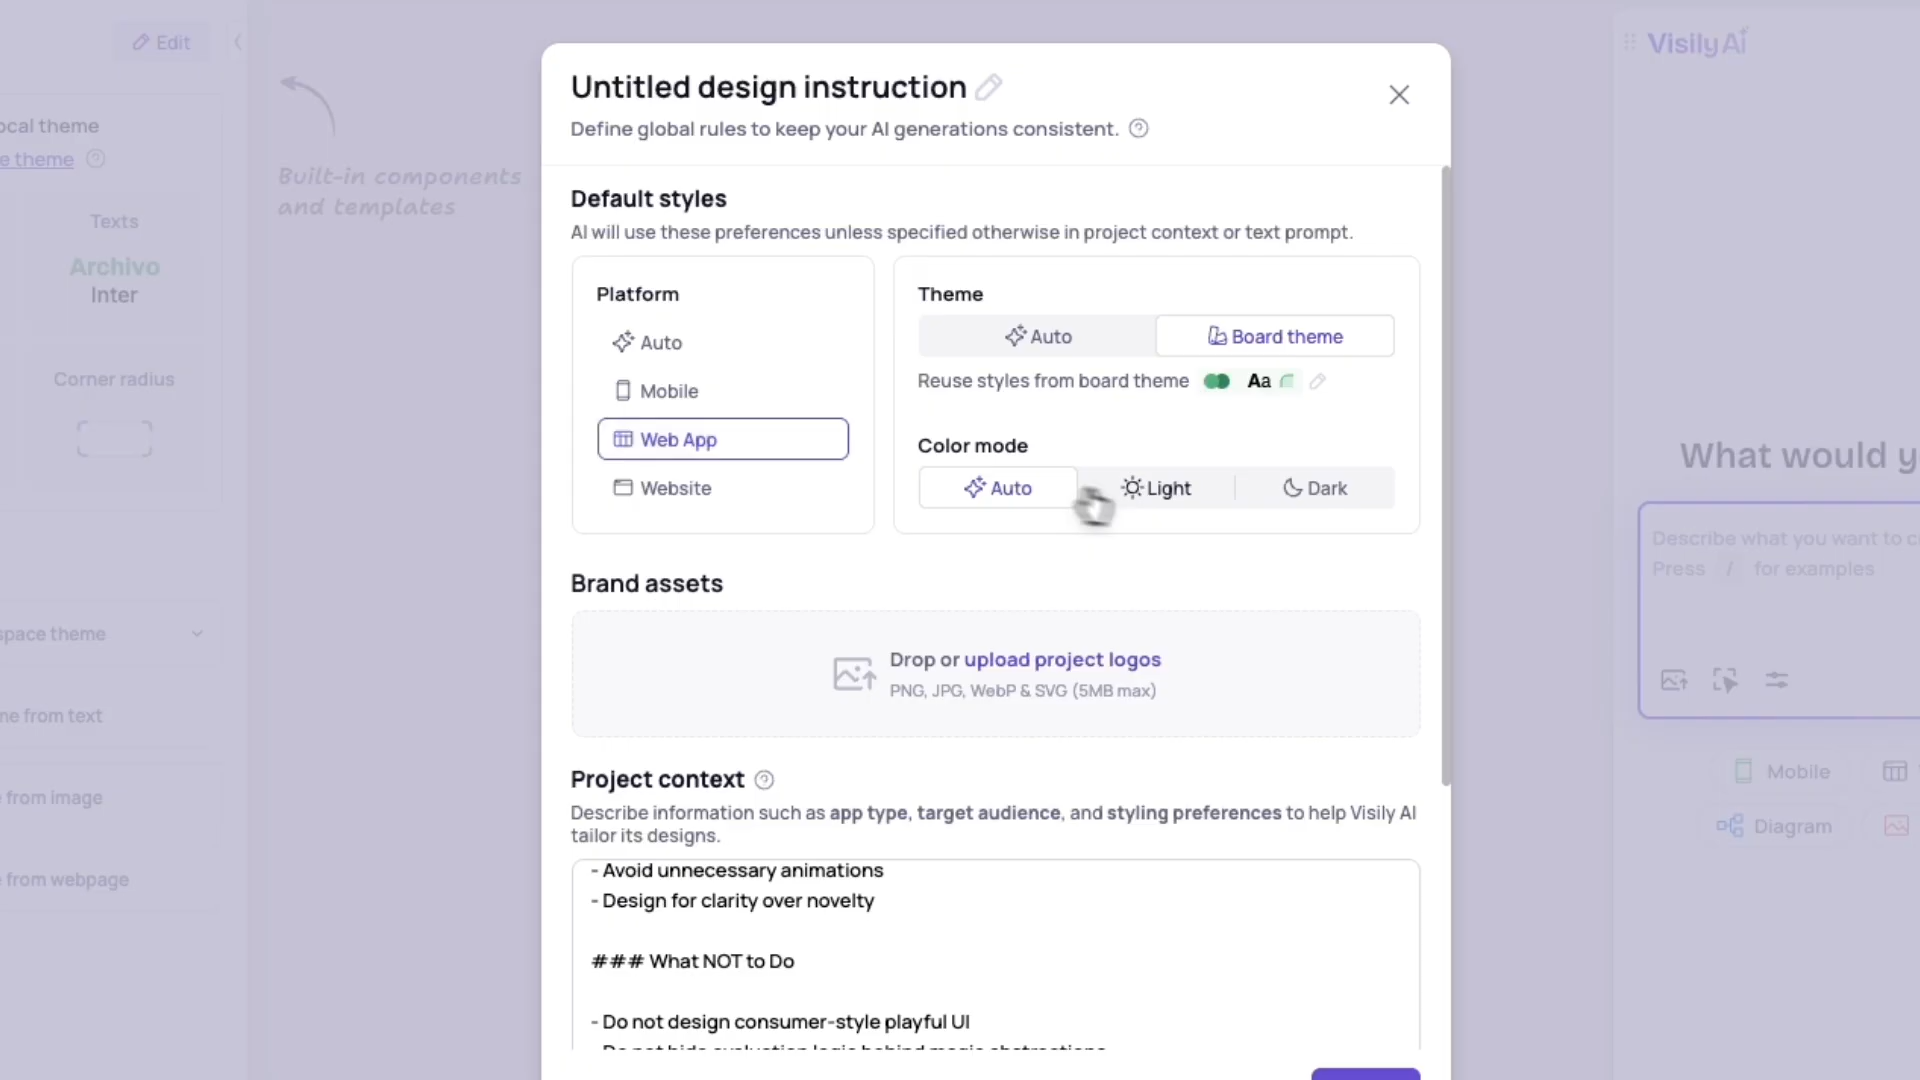 Edit
Visily AI
ocal theme
e theme
Built-in components
and templates
Texts
Archivo
Inter
Corner radius
space theme
ne from text
e from image
e from webpage
Untitled design instruction
Define global rules to keep your AI generations consistent.
Default styles
AI will use these preferences unless specified otherwise in project context or text prompt.
Platform
Auto
Mobile
Web App
Website
Theme
Auto
Board theme
Reuse styles from board theme
Aa
Color mode
Auto
Light
Dark
Brand assets
Drop or upload project logos
PNG, JPG, WebP & SVG (5MB max)
Project context
Describe information such as app type, target audience, and styling preferences to help Visily AI
tailor its designs.
- Avoid unnecessary animations
- Design for clarity over novelty
### What NOT to Do
- Do not design consumer-style playful UI
What would y
Describe what you want to c
Press / for examples
Mobile
Diagram